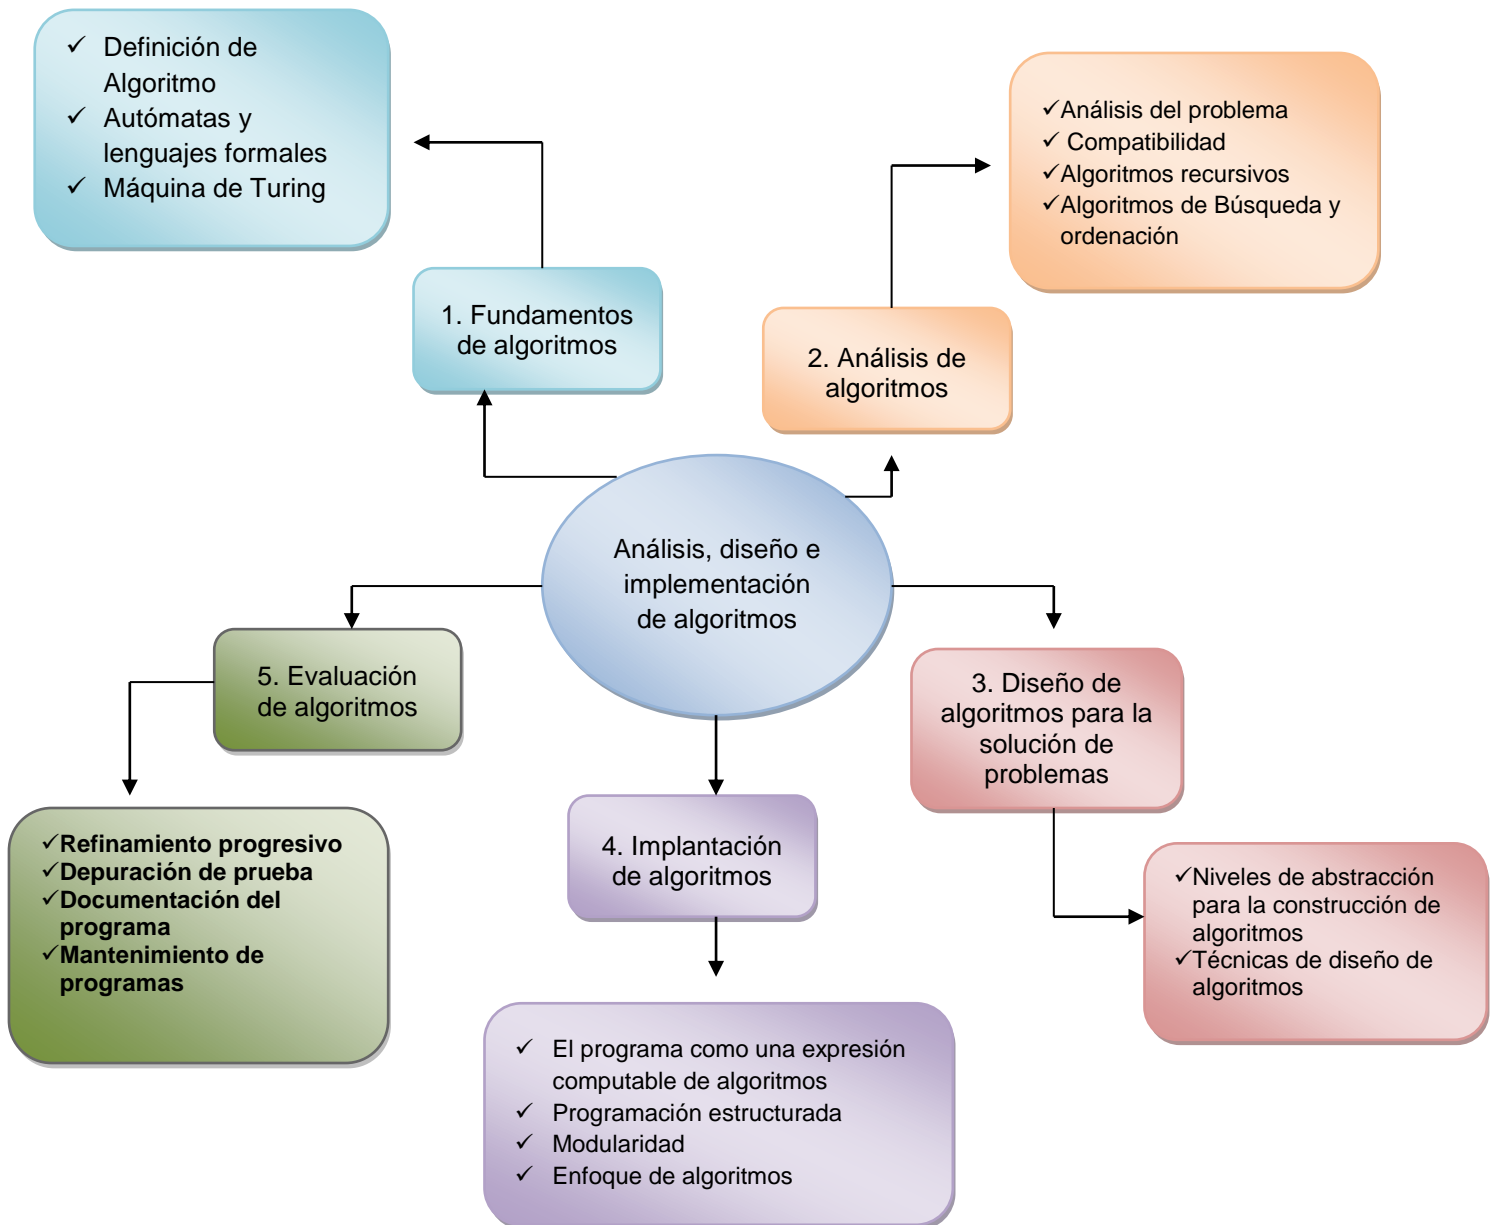 ✓ Definición de
Algoritmo
✓ Autómatas y
lenguajes formales
✓ Máquina de Turing
✓Análisis del problema
✓ Compatibilidad
✓Algoritmos recursivos
✓Algoritmos de Búsqueda y
ordenación
1. Fundamentos
de algoritmos
2. Análisis de
algoritmos
Análisis, diseño e
implementación
de algoritmos
5. Evaluación
de algoritmos
3. Diseño de
algoritmos para la
solución de
problemas
4. Implantación
de algoritmos
✓Refinamiento progresivo
✓Depuración de prueba
✓Documentación del
programa
✓Mantenimiento de
programas
✓Niveles de abstracción
para la construcción de
algoritmos
✓Técnicas de diseño de
algoritmos
✓ El programa como una expresión
computable de algoritmos
✓ Programación estructurada
✓ Modularidad
✓ Enfoque de algoritmos